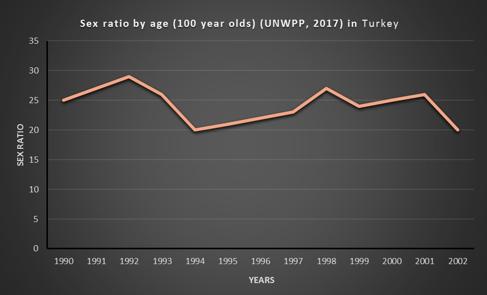 Sex ratio by age (100 year olds) (UNWPP, 2017) in Turkey
35
30
25
20
15
10
5
0
SEX RATIO
1990 1991 1992 1993 1994 1995 1996 1997 1998 1999 2000 2001 2002
YEARS